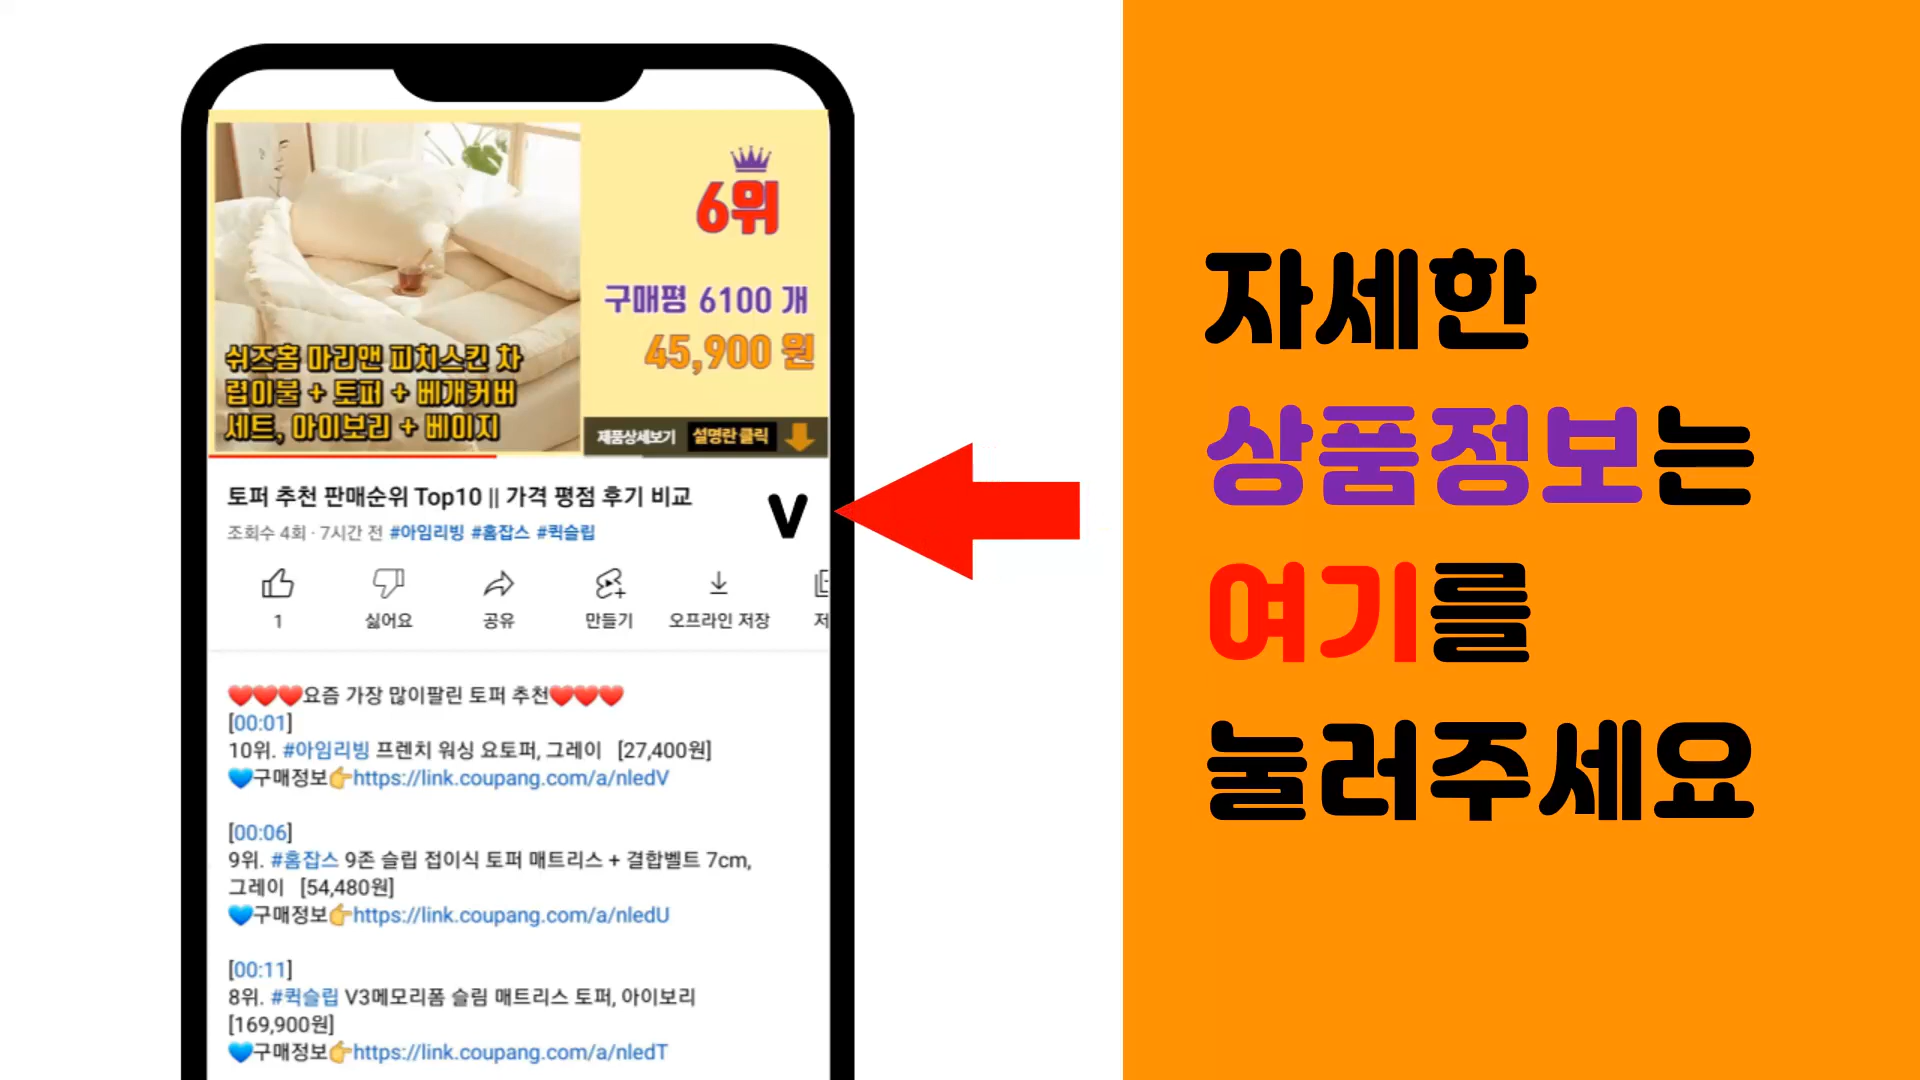 6위
구매평 6100 개
45,900 원
쉬즈홈 마리앤 피치스킨 차
렵이불 + 토퍼 + 베개커버
세트, 아이보리 + 베이지
제품상세보기 설명란 클릭
토퍼 추천 판매순위 Top10 || 가격 평점 후기 비교
V
조회수 4회 · 7시간 전 #아임리빙 #홈잡스 #퀵슬립
1 싫어요 공유 만들기 오프라인 저장 저
❤️❤️❤️요즘 가장 많이팔린 토퍼 추천❤️❤️❤️
[00:01]
10위. #아임리빙 프렌치 워싱 요토퍼, 그레이 [27,400원]
💙구매정보👉https://link.coupang.com/a/nledV
[00:06]
9위. #홈잡스 9존 슬립 접이식 토퍼 매트리스 + 결합벨트 7cm,
그레이 [54,480원]
💙구매정보👉https://link.coupang.com/a/nledU
[00:11]
8위. #퀵슬립 V3메모리폼 슬림 매트리스 토퍼, 아이보리
[169,900원]
💙구매정보👉https://link.coupang.com/a/nledT
자세한
상품정보는
여기를
눌러주세요